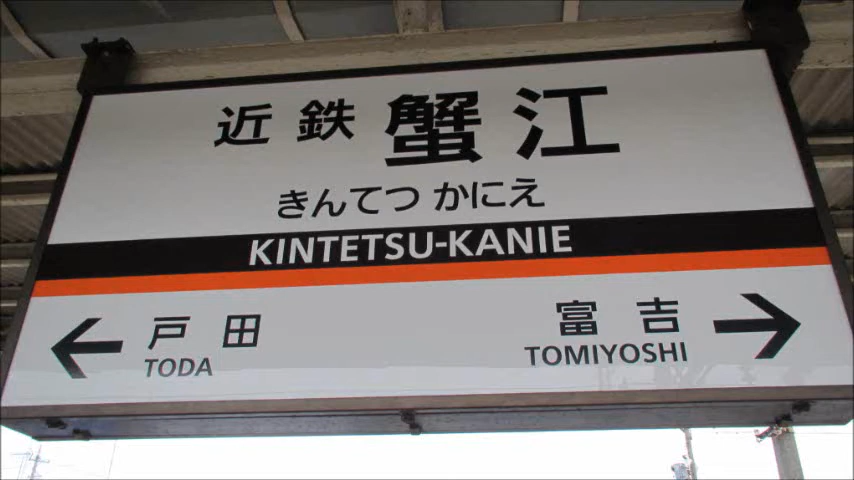 近鉄 蟹江
きんてつ かにえ
KINTETSU-KANIE
← 戸田 富吉 →
TODA TOMIYOSHI